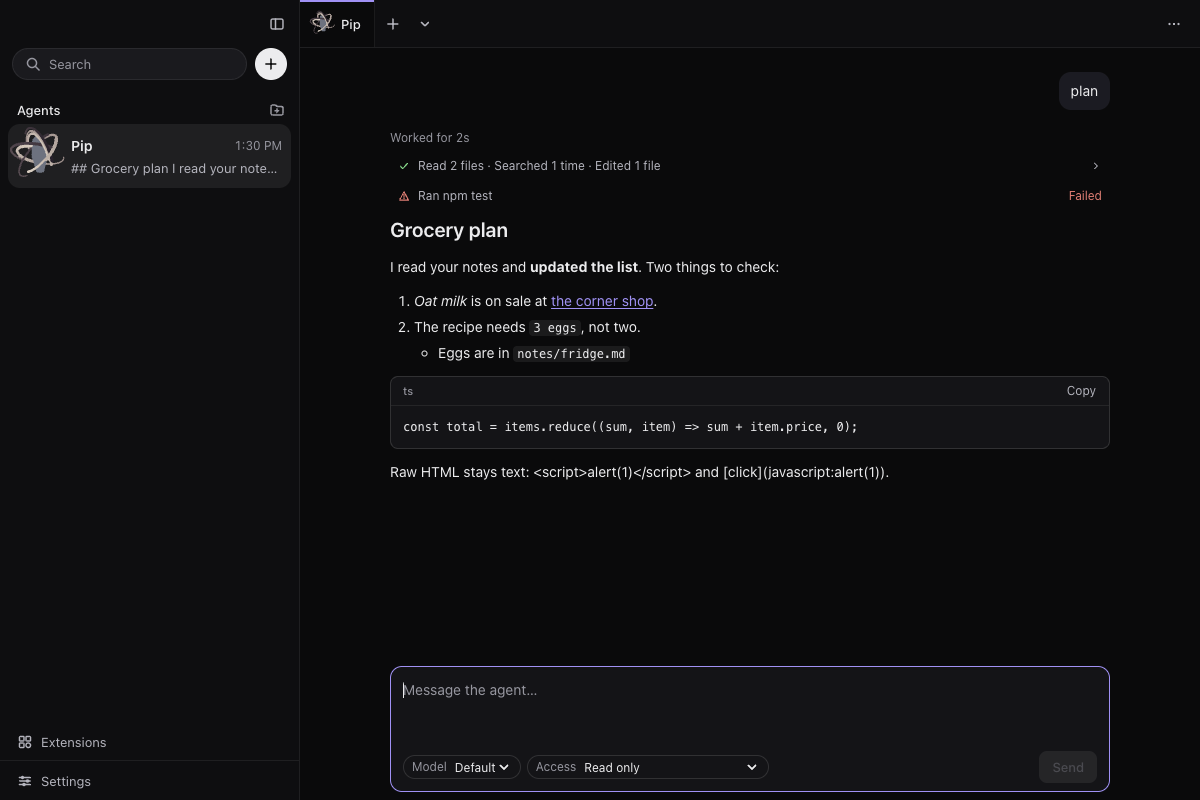 Pip
Search
Agents
Pip
1:30 PM
## Grocery plan I read your note...
Extensions
Settings
plan
Worked for 2s
Read 2 files · Searched 1 time · Edited 1 file
Ran npm test
Failed
Grocery plan
I read your notes and updated the list. Two things to check:
1. Oat milk is on sale at the corner shop.
2. The recipe needs 3 eggs, not two.
Eggs are in notes/fridge.md
ts
Copy
const total = items.reduce((sum, item) => sum + item.price, 0);
Raw HTML stays text: <script>alert(1)</script> and [click](javascript:alert(1)).
Message the agent...
Model Default
Access Read only
Send